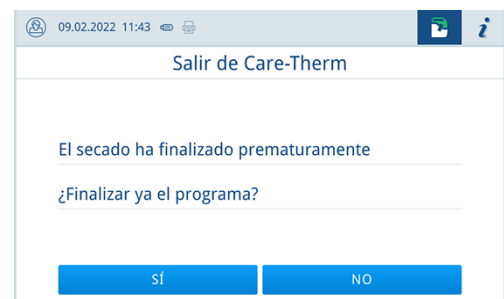 09.02.2022 11:43
i
Salir de Care-Therm
El secado ha finalizado prematuramente
¿Finalizar ya el programa?
SÍ
NO